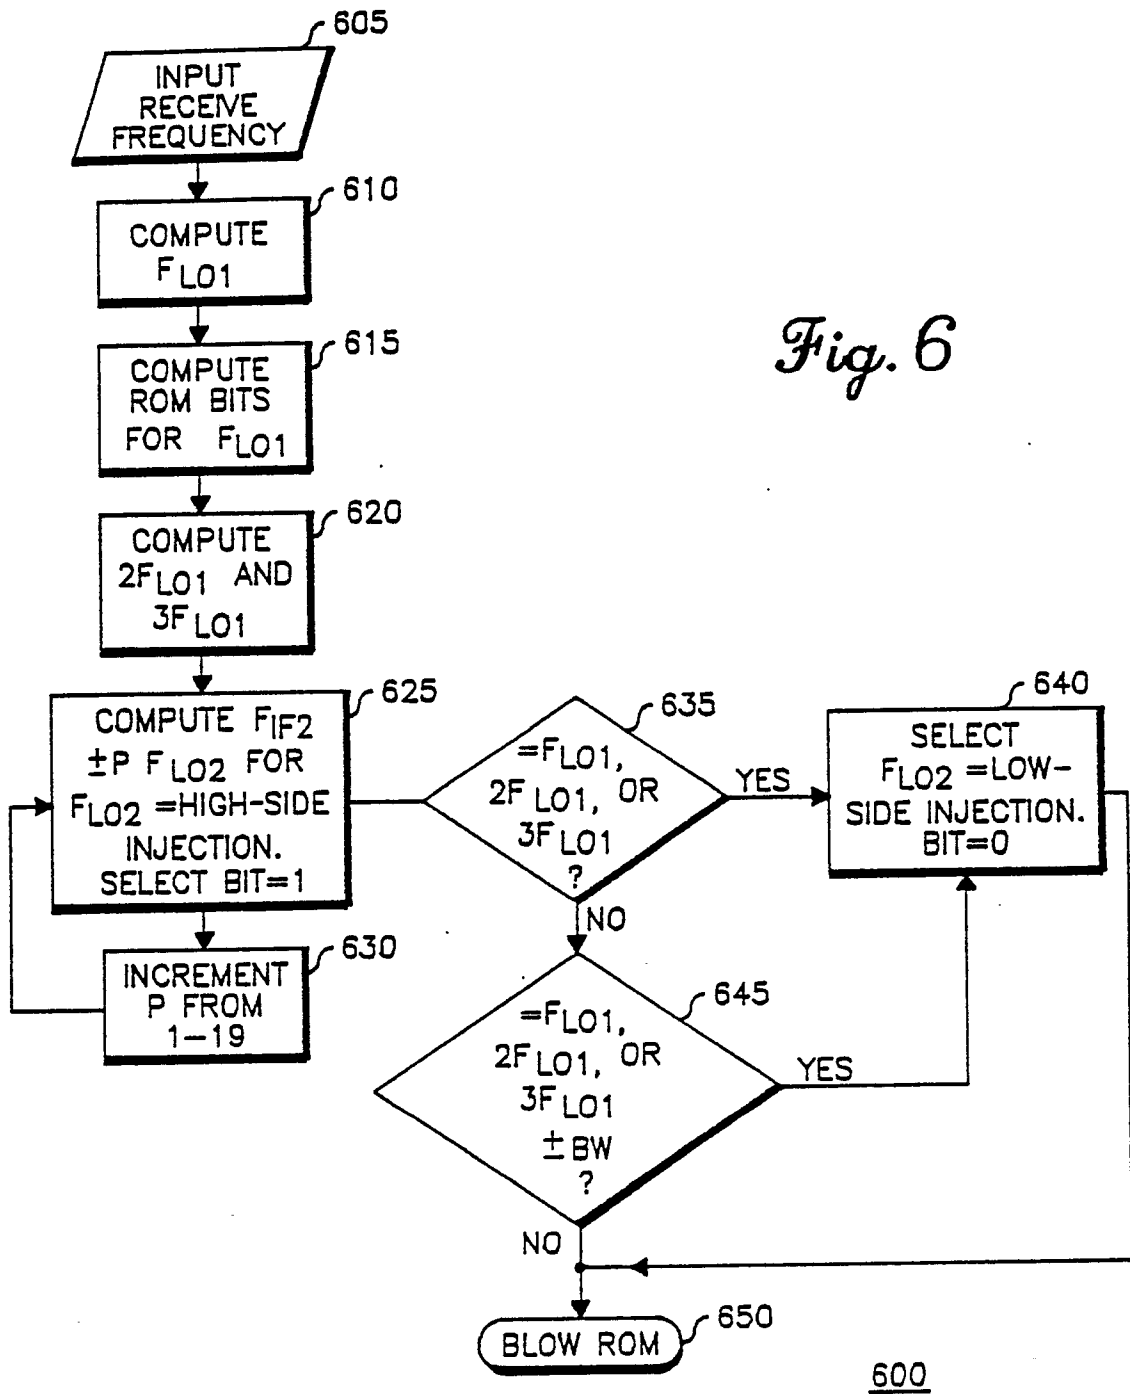 605
INPUT
RECEIVE
FREQUENCY
610
COMPUTE
FLO1
Fig. 6
615
COMPUTE
ROM BITS
FOR FLO1
620
COMPUTE
2FLO1 AND
3FLO1
625
COMPUTE FIF2
±P FLO2 FOR
FLO2 =HIGH-SIDE
INJECTION.
SELECT BIT=1
630
INCREMENT
P FROM
1-19
635
=FLO1,
2FLO1, OR
3FLO1
?
YES
NO
640
SELECT
FLO2 =LOW-
SIDE INJECTION.
BIT=0
645
=FLO1,
2FLO1, OR
3FLO1
±BW
?
YES
NO
650
BLOW ROM
600